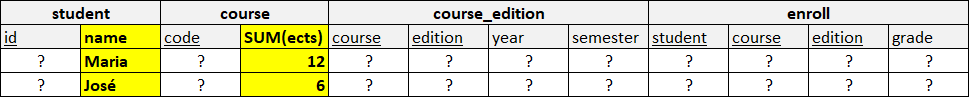 student course course_edition enroll
id name code SUM(ects) course edition year semester student course edition grade
? Maria ? 12 ? ? ? ? ? ? ? ?
? José ? 6 ? ? ? ? ? ? ? ?